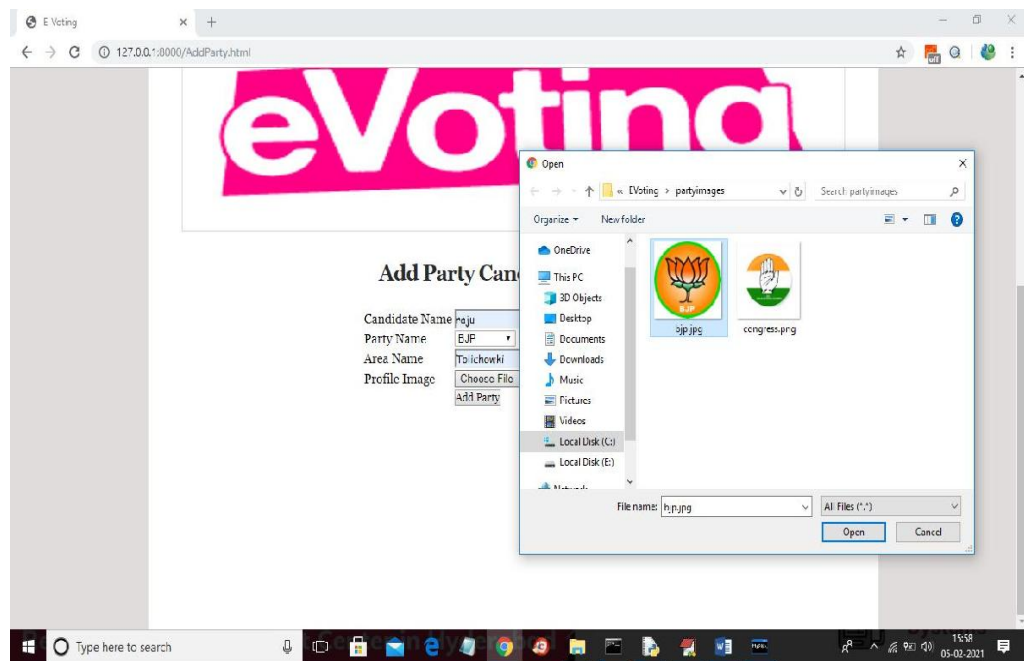 E Voting
127.0.0.1:8000/AddParty.html
off
eVoting
Open
« EVoting > partyimages
Search partyimages
Organize
New folder
OneDrive
This PC
3D Objects
Desktop
Documents
Downloads
Music
Pictures
Videos
Local Disk (C:)
Local Disk (E:)
Network
BJP
bjp.jpg
congress.png
File name: bjp.jpg
All Files (*.*)
Open
Cancel
Add Party Can
Candidate Name raju
Party Name BJP
Area Name Tolichowki
Profile Image Choose File
Add Party
Type here to search
15:58
05-02-2021